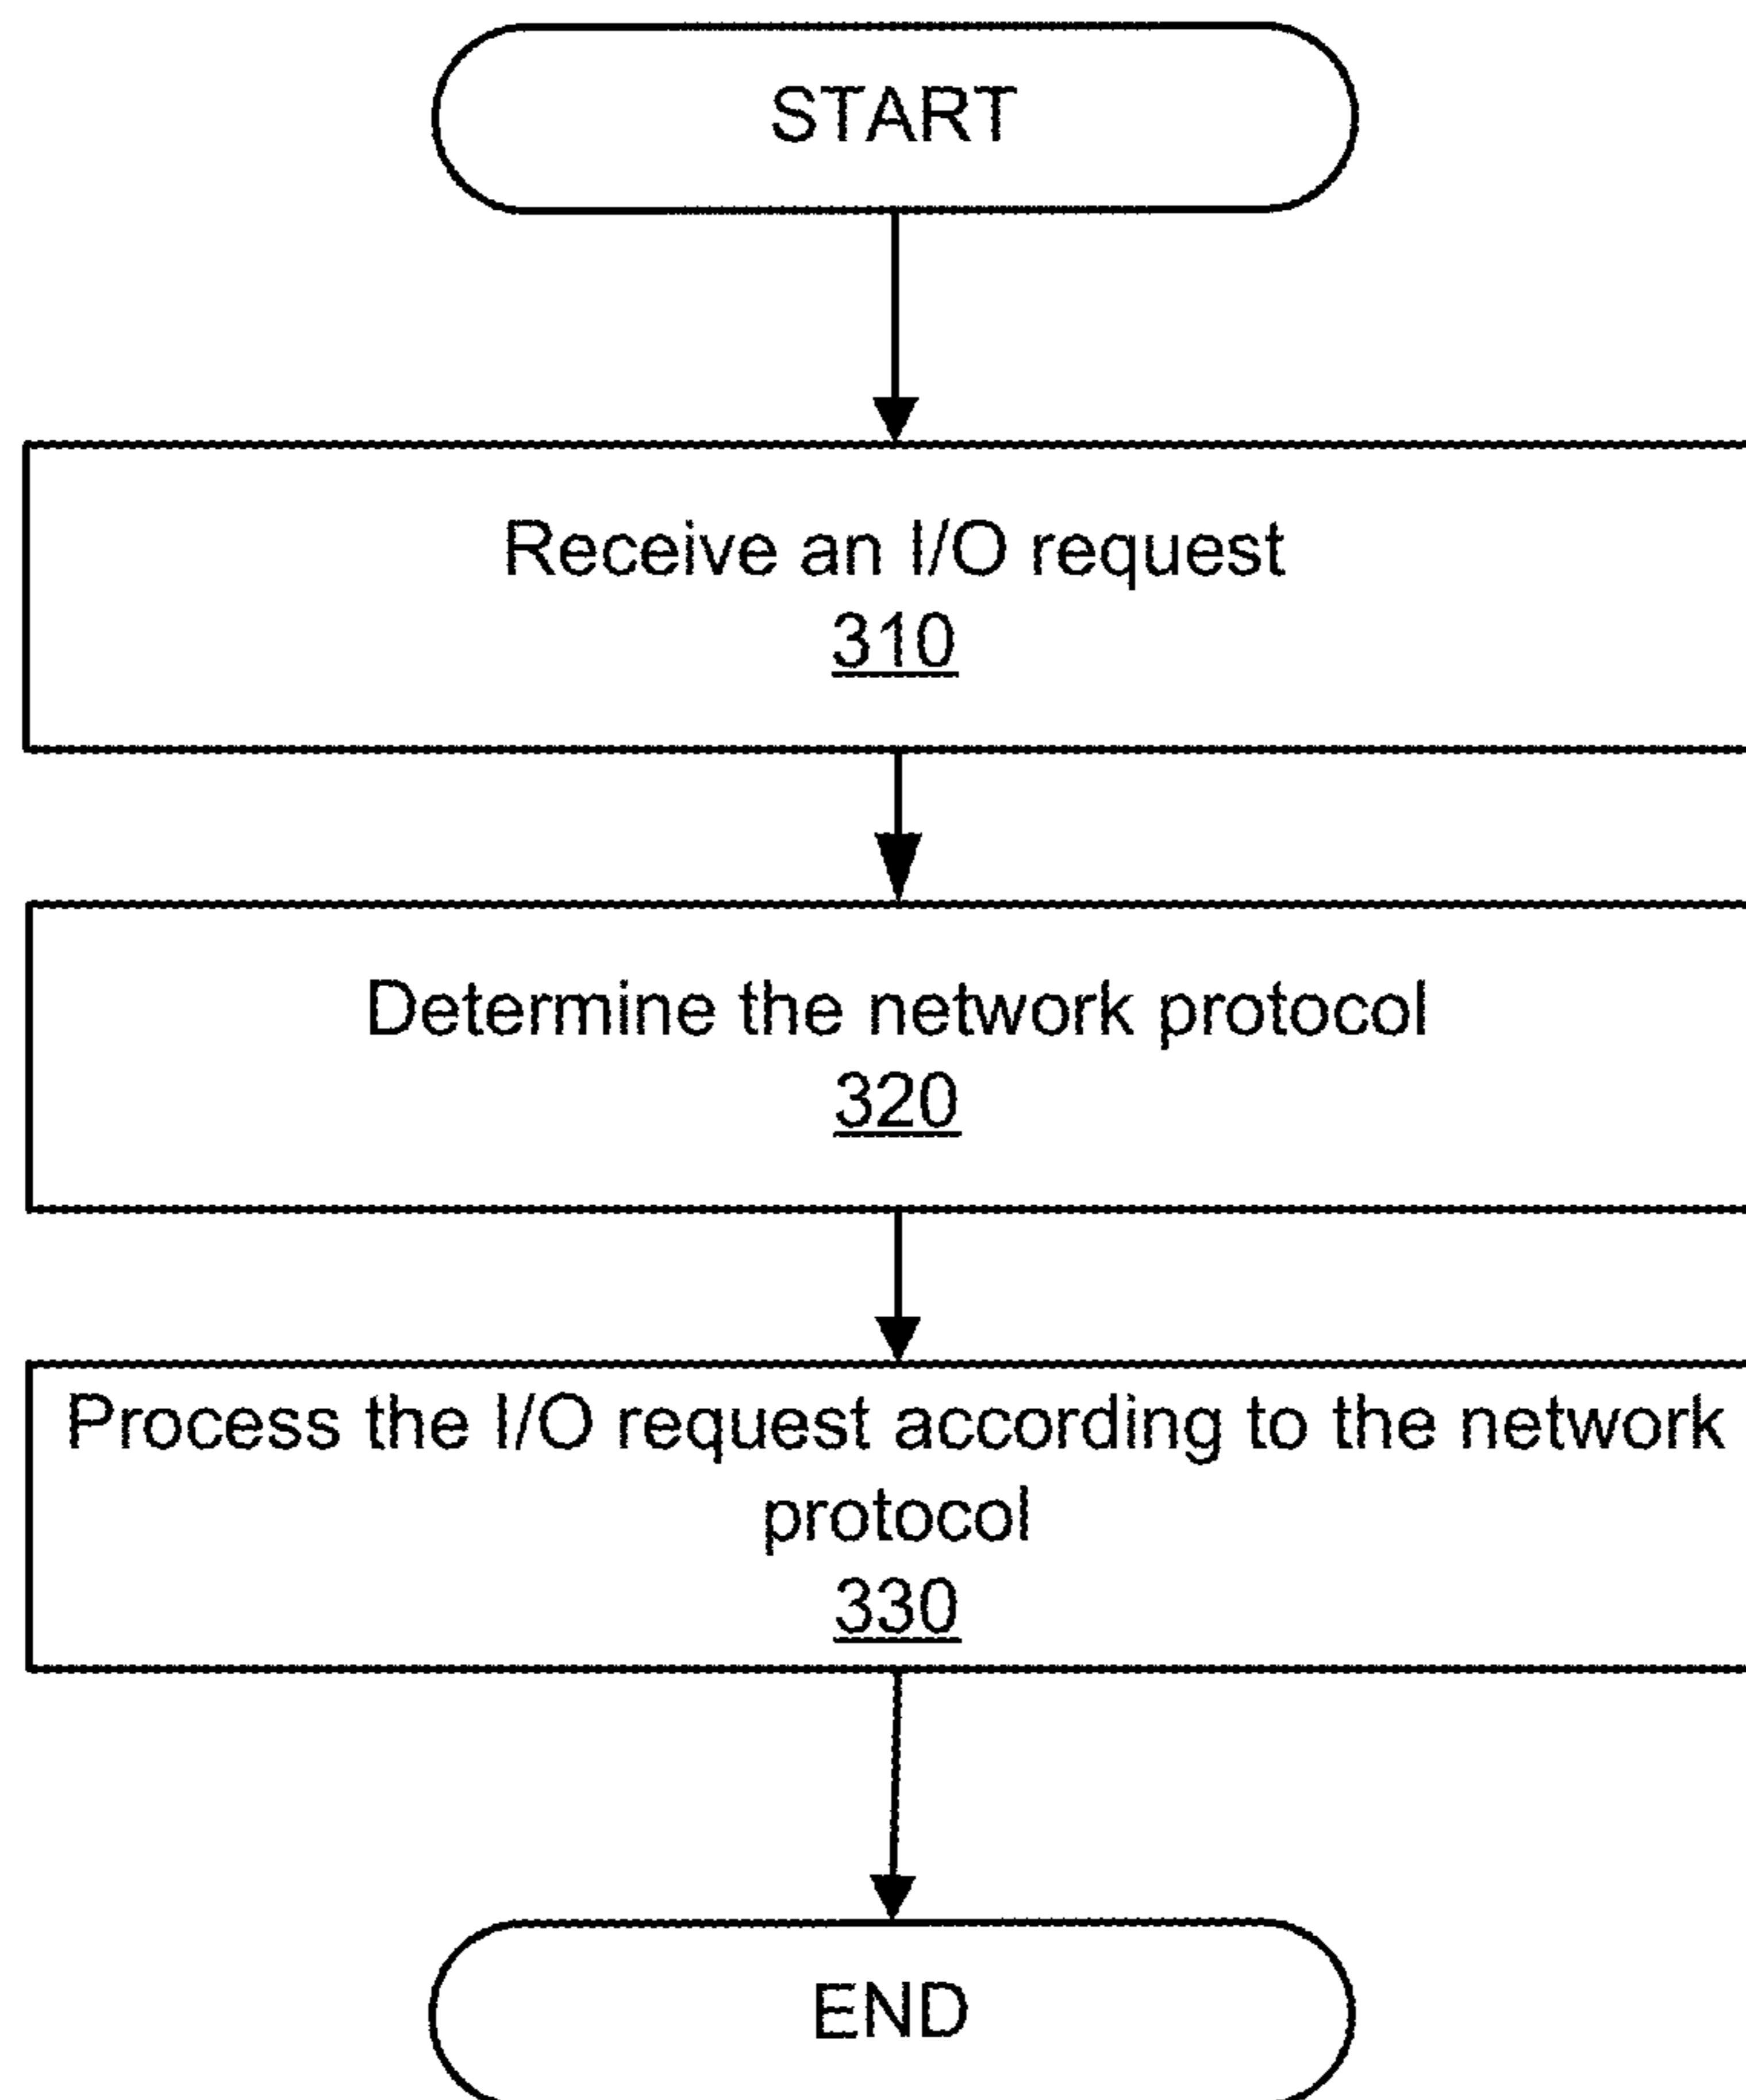 START
Receive an I/O request
310
Determine the network protocol
320
Process the I/O request according to the network
protocol
330
END